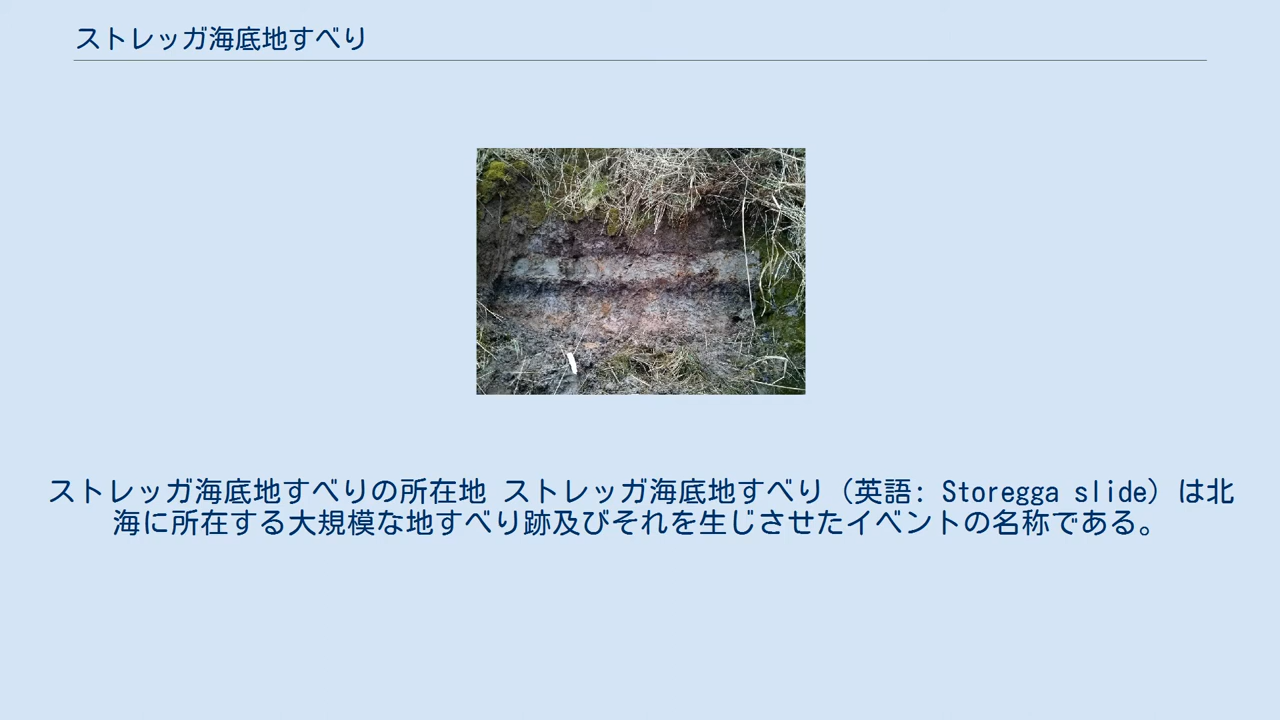 ストレッガ海底地すべり
ストレッガ海底地すべりの所在地 ストレッガ海底地すべり（英語: Storegga slide）は北
海に所在する大規模な地すべり跡及びそれを生じさせたイベントの名称である。